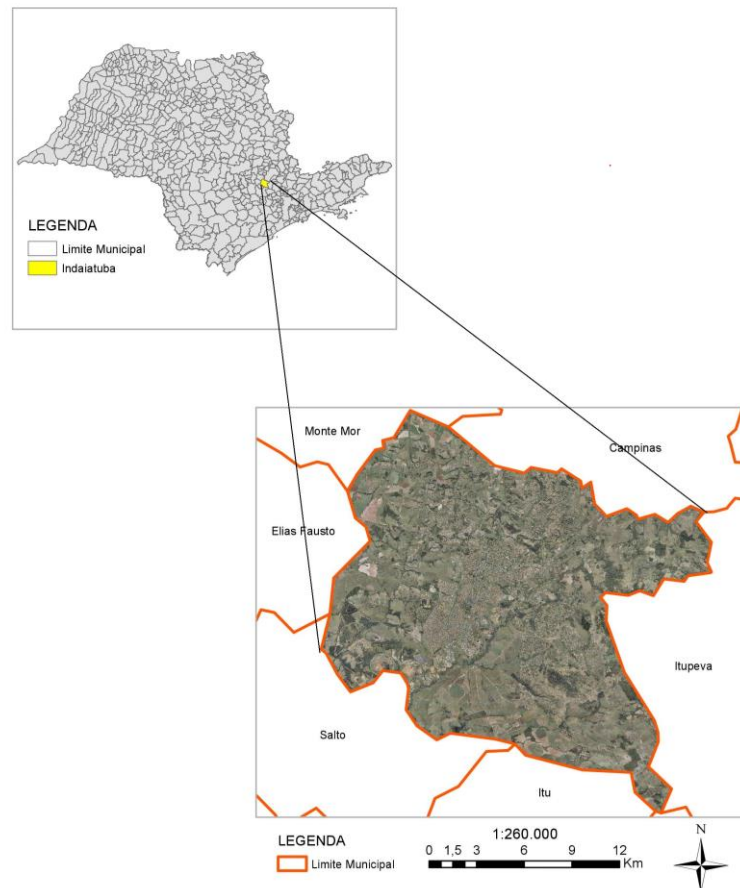 LEGENDA
Limite Municipal
Indaiatuba
Monte Mor
Campinas
Elias Fausto
Itupeva
Salto
Itu
LEGENDA
Limite Municipal
1:260.000
0 1,5 3 6 9 12
Km
N